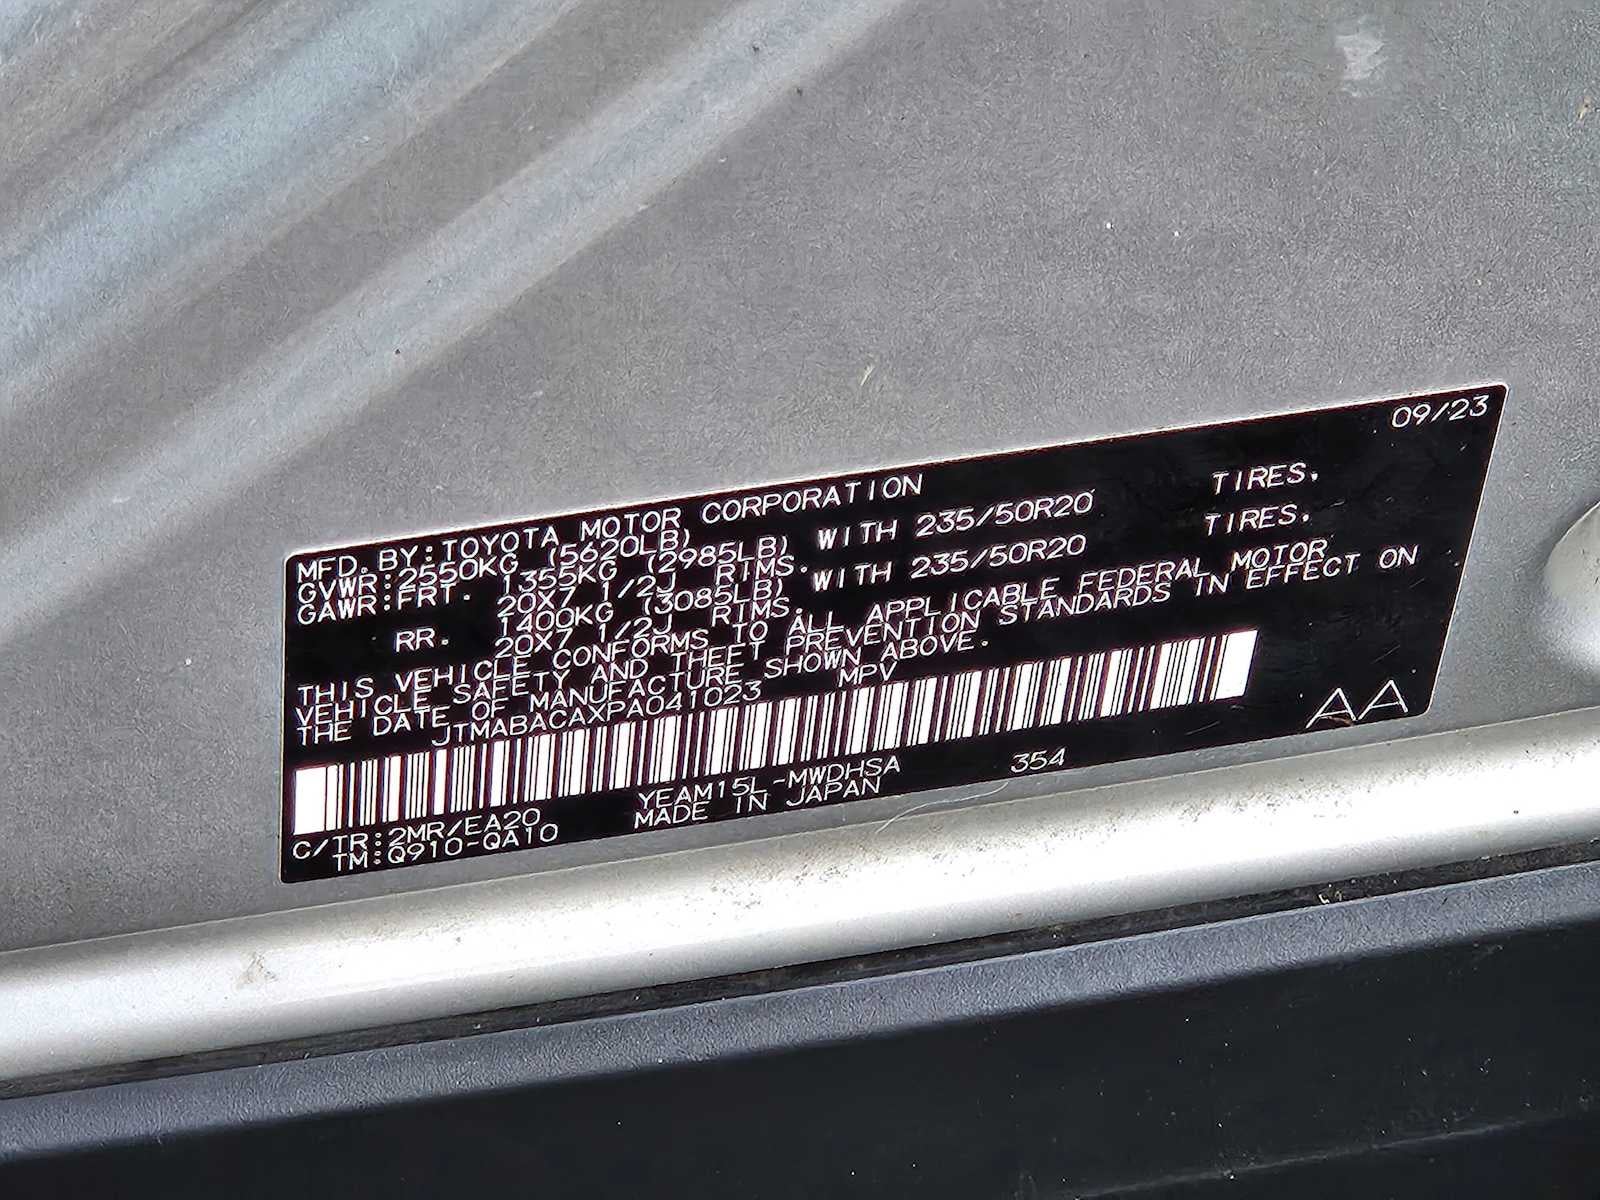 09/23
MFD. BY: TOYOTA MOTOR CORPORATION
GVWR: 2550KG (5620LB)
GAWR: FRT. 1355KG (2985LB) WITH 235/50R20 TIRES.
20X7 1/2J RIMS.
RR. 1400KG (3085LB) WITH 235/50R20 TIRES.
20X7 1/2J RIMS.
THIS VEHICLE CONFORMS TO ALL APPLICABLE FEDERAL MOTOR
VEHICLE SAFETY AND THEFT PREVENTION STANDARDS IN EFFECT ON
THE DATE OF MANUFACTURE SHOWN ABOVE.
JTMABACAXPA041023 MPV
AA
C/TR: 2MR/EA20 YEAM15L-MWDHSA 354
TM: Q910-QA10 MADE IN JAPAN